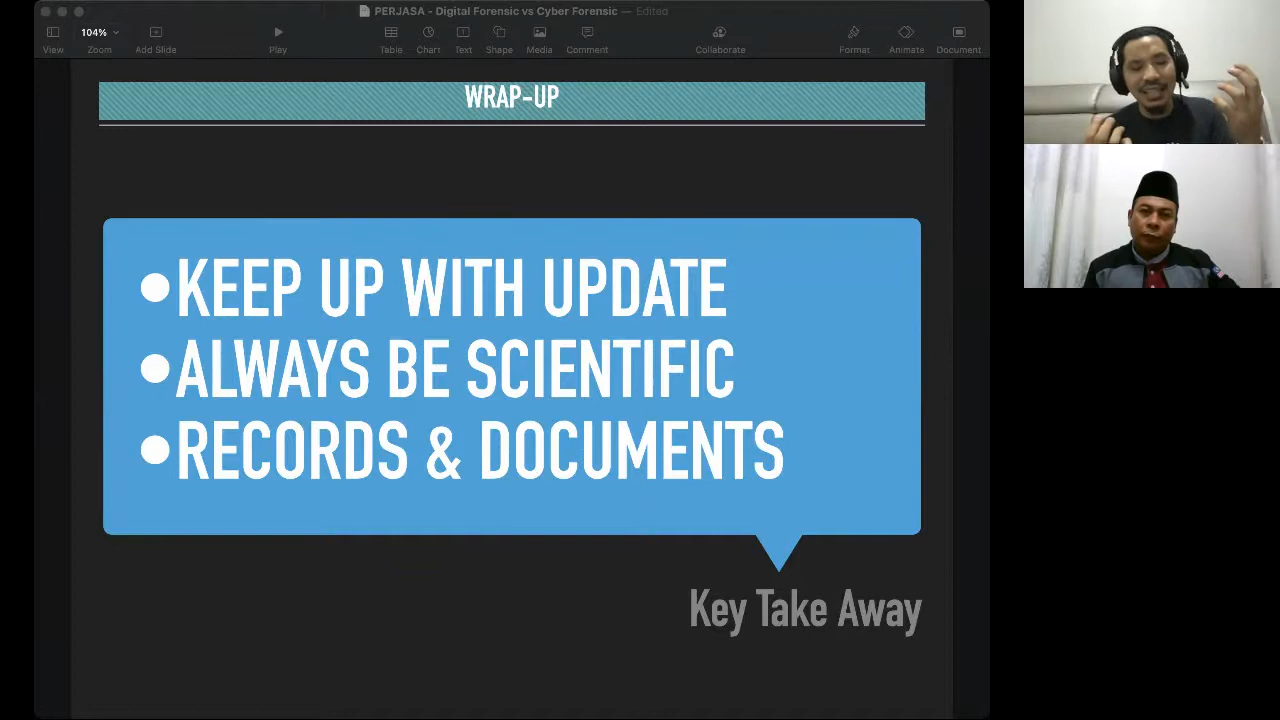 PERJASA - Digital Forensic vs Cyber Forensic — Edited
104%
View Zoom Add Slide Play Table Chart Text Shape Media Comment Collaborate Format Animate Document
WRAP-UP
•KEEP UP WITH UPDATE
•ALWAYS BE SCIENTIFIC
•RECORDS & DOCUMENTS
Key Take Away